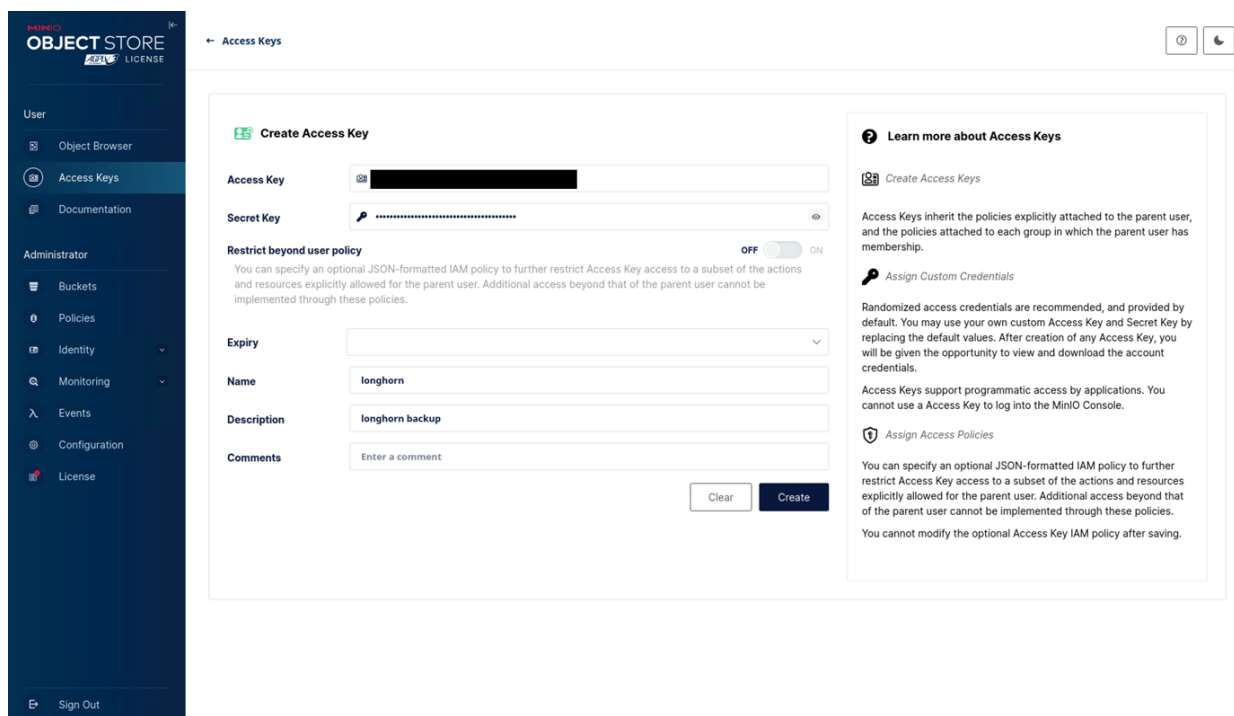 MINIO
OBJECT STORE
AGPLV3 LICENSE
User
Object Browser
Access Keys
Documentation
Administrator
Buckets
Policies
Identity
Monitoring
Events
Configuration
License
Sign Out
← Access Keys
Create Access Key
Access Key
Secret Key
••••••••••••••••••••••••••••••••••••••••
Restrict beyond user policy
OFF ON
You can specify an optional JSON-formatted IAM policy to further restrict Access Key access to a subset of the actions
and resources explicitly allowed for the parent user. Additional access beyond that of the parent user cannot be
implemented through these policies.
Expiry
Name longhorn
Description longhorn backup
Comments Enter a comment
Clear Create
Learn more about Access Keys
Create Access Keys
Access Keys inherit the policies explicitly attached to the parent user,
and the policies attached to each group in which the parent user has
membership.
Assign Custom Credentials
Randomized access credentials are recommended, and provided by
default. You may use your own custom Access Key and Secret Key by
replacing the default values. After creation of any Access Key, you
will be given the opportunity to view and download the account
credentials.
Access Keys support programmatic access by applications. You
cannot use a Access Key to log into the MinIO Console.
Assign Access Policies
You can specify an optional JSON-formatted IAM policy to further
restrict Access Key access to a subset of the actions and resources
explicitly allowed for the parent user. Additional access beyond that
of the parent user cannot be implemented through these policies.
You cannot modify the optional Access Key IAM policy after saving.